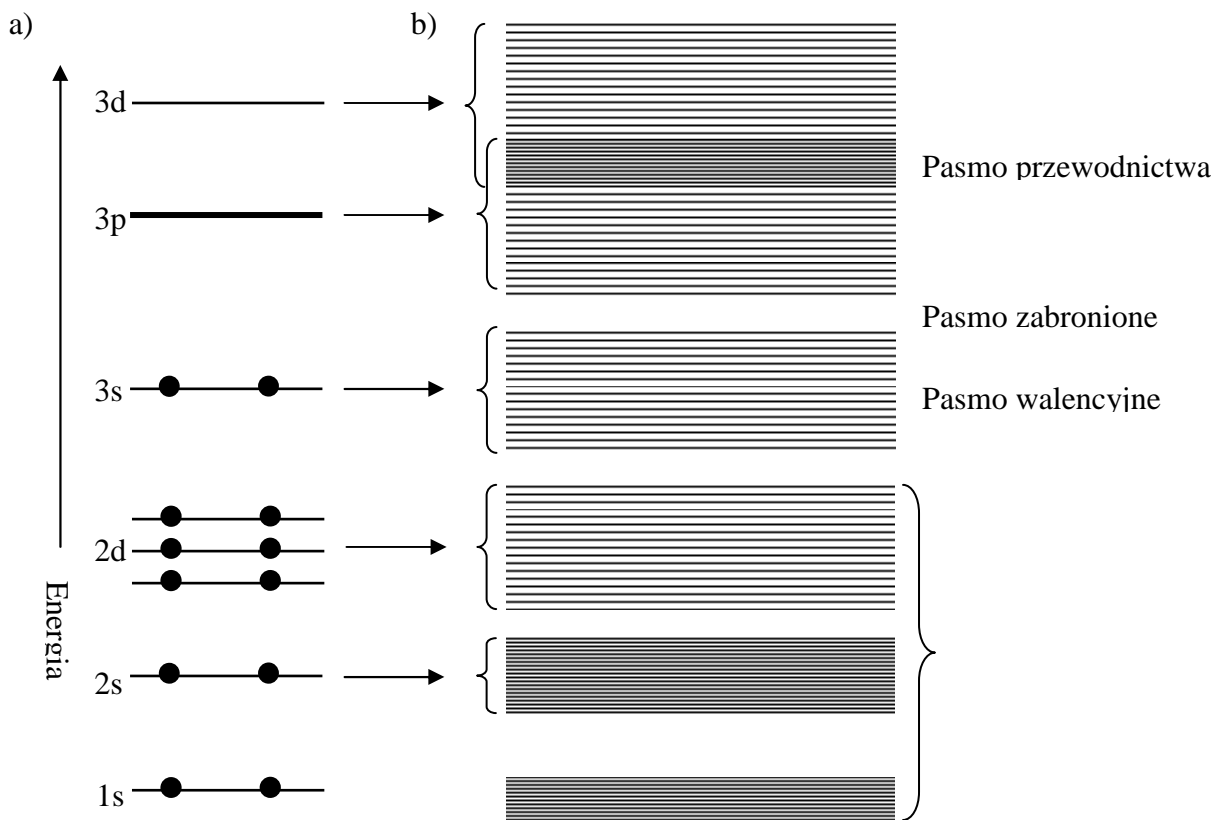 a)
b)
3d
Pasmo przewodnictwa
3p
Pasmo zabronione
3s
Pasmo walencyjne
2d
Energia
2s
1s